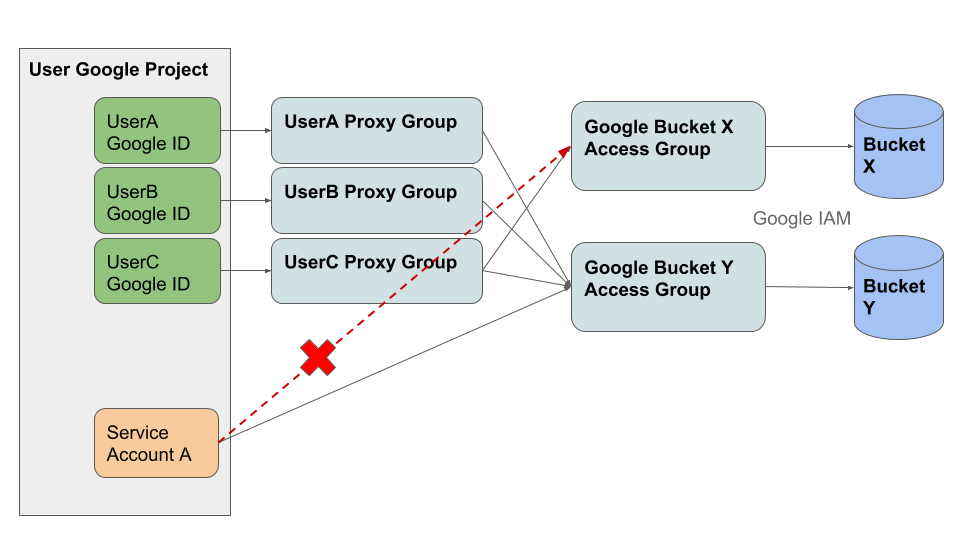 User Google Project
UserA
Google ID
UserA Proxy Group
UserB
Google ID
UserB Proxy Group
UserC
Google ID
UserC Proxy Group
Service
Account A
Google Bucket X
Access Group
Bucket
X
Google IAM
Google Bucket Y
Access Group
Bucket
Y